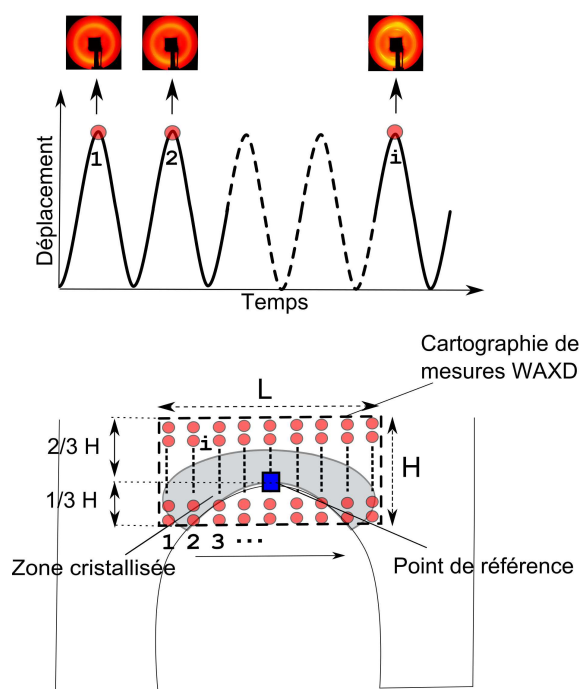 1
2
i
Déplacement
Temps
Cartographie de
mesures WAXD
L
2/3 H
i
H
1/3 H
1 2 3 ...
Zone cristallisée
Point de référence